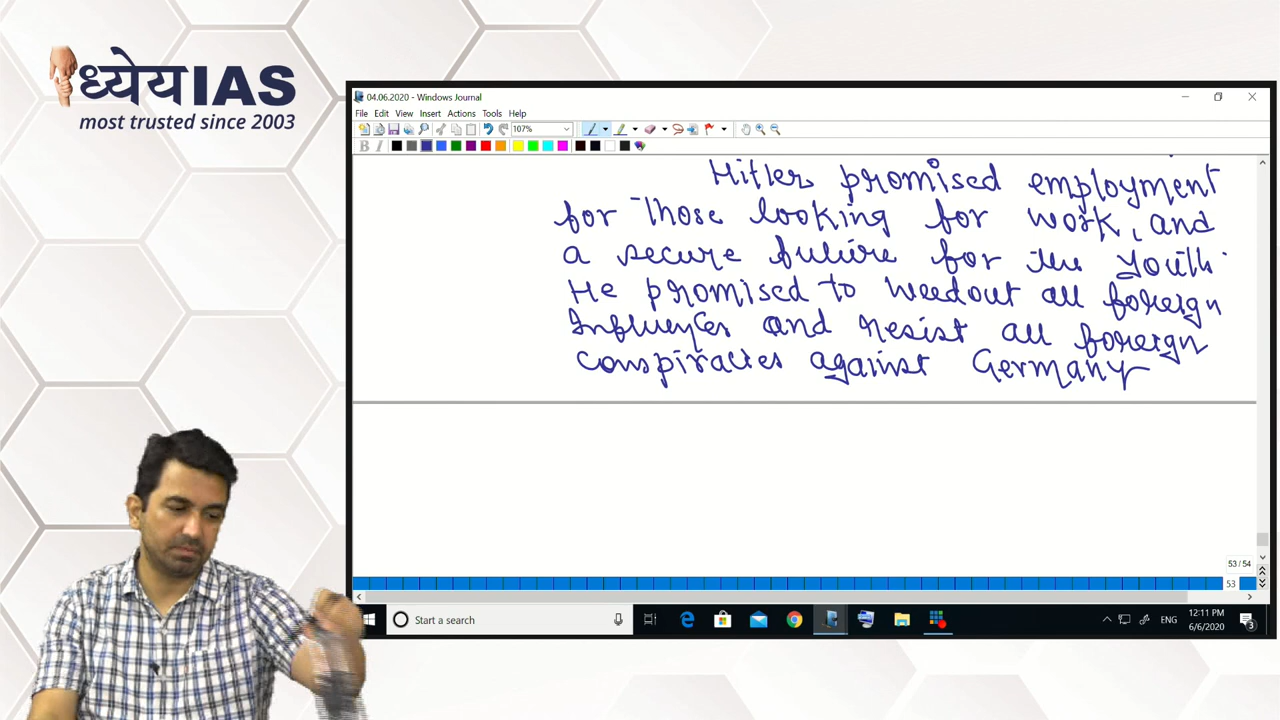 ध्येय IAS
most trusted since 2003
04.06.2020 - Windows Journal
File Edit View Insert Actions Tools Help
107%
B I
Hitler promised employment
for those looking for work, and
a secure future for the youth.
He promised to weedout all foreign
Influences and resist all foreign
conspiracies against Germany
53 / 54
53
Start a search
ENG
12:11 PM
6/6/2020
3